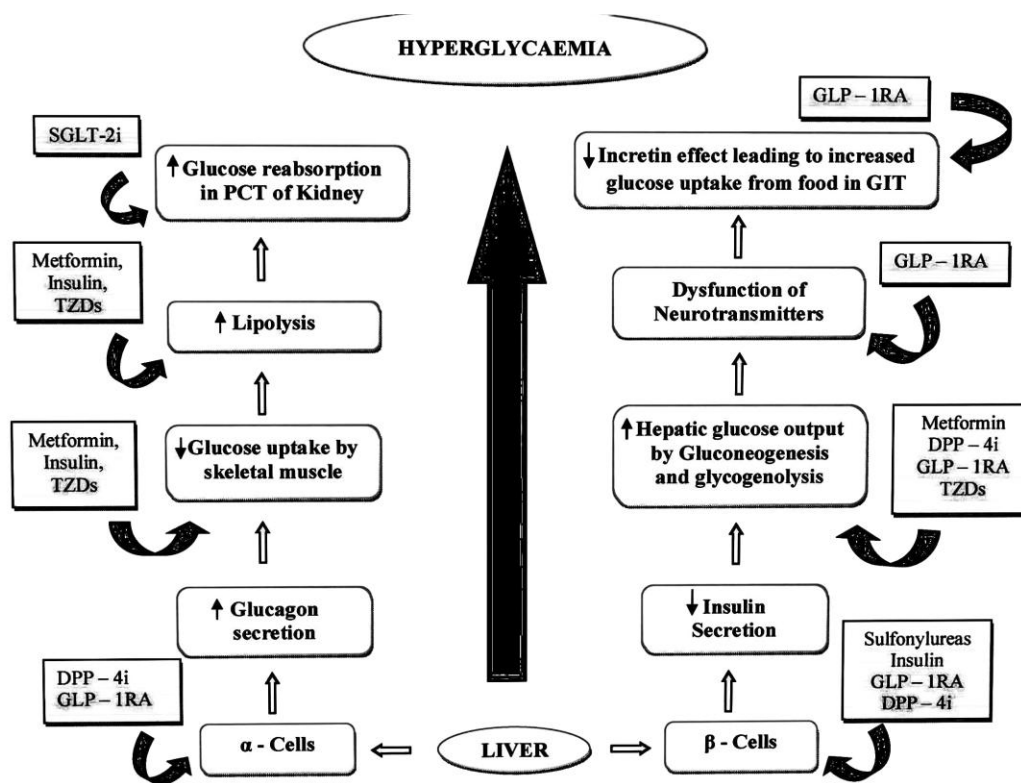 HYPERGLYCAEMIA
GLP – 1RA
SGLT-2i
↑ Glucose reabsorption
in PCT of Kidney
↓ Incretin effect leading to increased
glucose uptake from food in GIT
Metformin,
Insulin,
TZDs
↑ Lipolysis
Dysfunction of
Neurotransmitters
GLP – 1RA
Metformin,
Insulin,
TZDs
↓ Glucose uptake by
skeletal muscle
↑ Hepatic glucose output
by Gluconeogenesis
and glycogenolysis
Metformin
DPP – 4i
GLP – 1RA
TZDs
↑ Glucagon
secretion
↓ Insulin
Secretion
DPP – 4i
GLP – 1RA
Sulfonylureas
Insulin
GLP – 1RA
DPP – 4i
α - Cells
LIVER
β - Cells